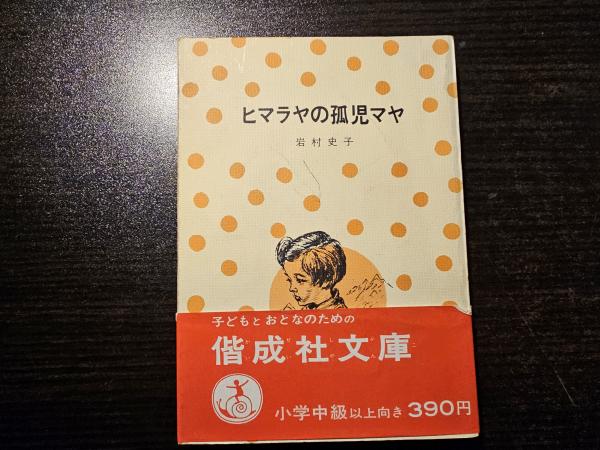 ヒマラヤの孤児マヤ
岩村史子
子どもと おとなのための
偕成社文庫
小学中級以上向き 390円